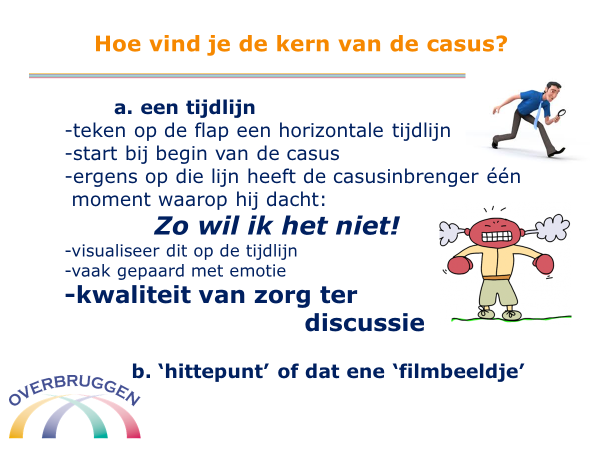 Hoe vind je de kern van de casus?
a. een tijdlijn
-teken op de flap een horizontale tijdlijn
-start bij begin van de casus
-ergens op die lijn heeft de casusinbrenger één
moment waarop hij dacht:
Zo wil ik het niet!
-visualiseer dit op de tijdlijn
-vaak gepaard met emotie
-kwaliteit van zorg ter
discussie
b. ‘hittepunt’ of dat ene ‘filmbeeldje’
OVERBRUGGEN